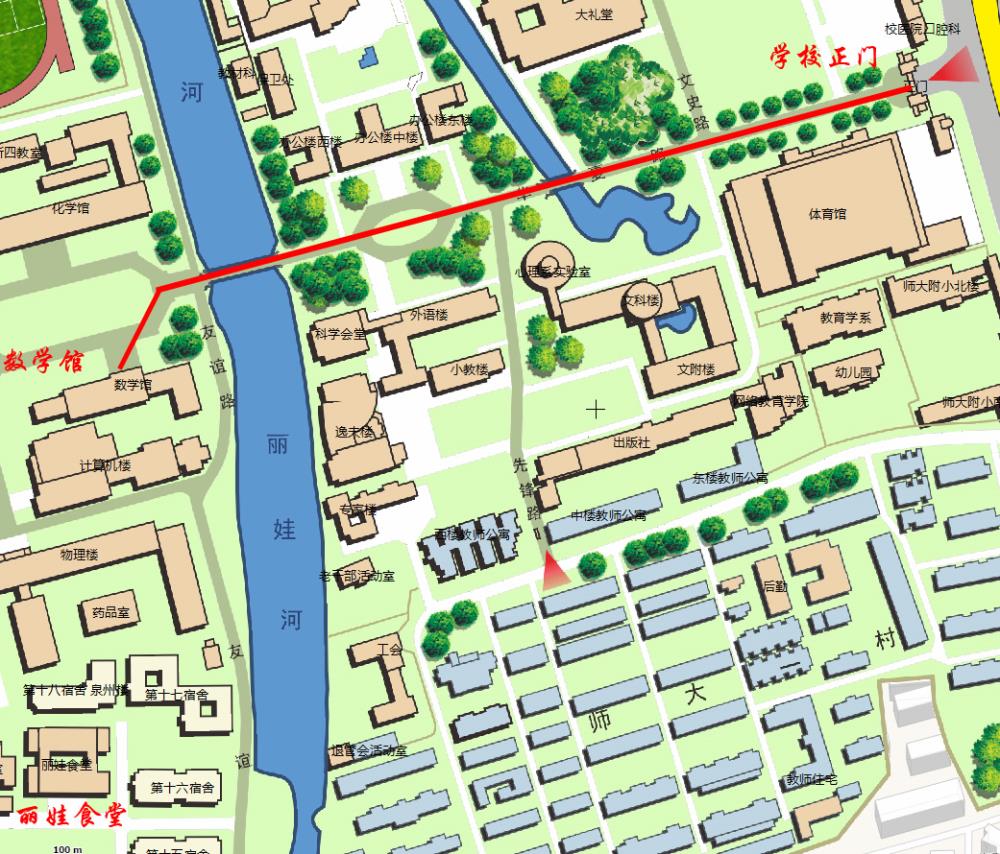 大礼堂
校医院口腔科
学校正门
门
教材科
保卫处
河
文
史
路
办公楼东楼
办公楼中楼
办公楼西楼
化学馆
体育馆
心理系实验室
文科楼
师大附小北楼
外语楼
科学会堂
教育学系
友
谊
路
数学馆
数学馆
小教楼
文附楼
幼儿园
网络教育学院
逸夫楼
丽
出版社
计算机楼
先
锋
路
东楼教师公寓
专家楼
中楼教师公寓
西楼教师公寓
娃
物理楼
老干部活动室
后勤
药品室
河
村
友
工会
第十八宿舍
泉州楼
第十七宿舍
大
师
一
退管会活动室
谊
丽娃食堂
教师住宅
第十六宿舍
丽娃食堂
100 m
第十五宿舍